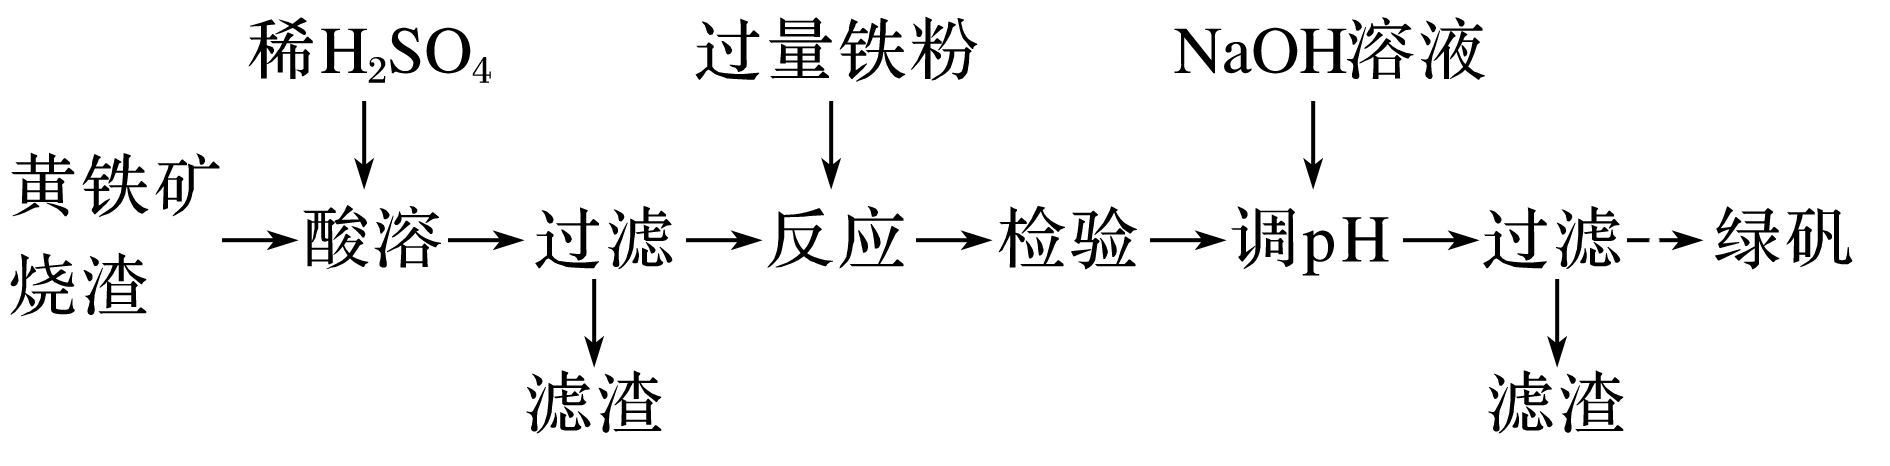 稀H₂SO₄
过量铁粉
NaOH溶液
黄铁矿
烧渣
酸溶
过滤
反应
检验
调pH
过滤
绿矾
滤渣
滤渣